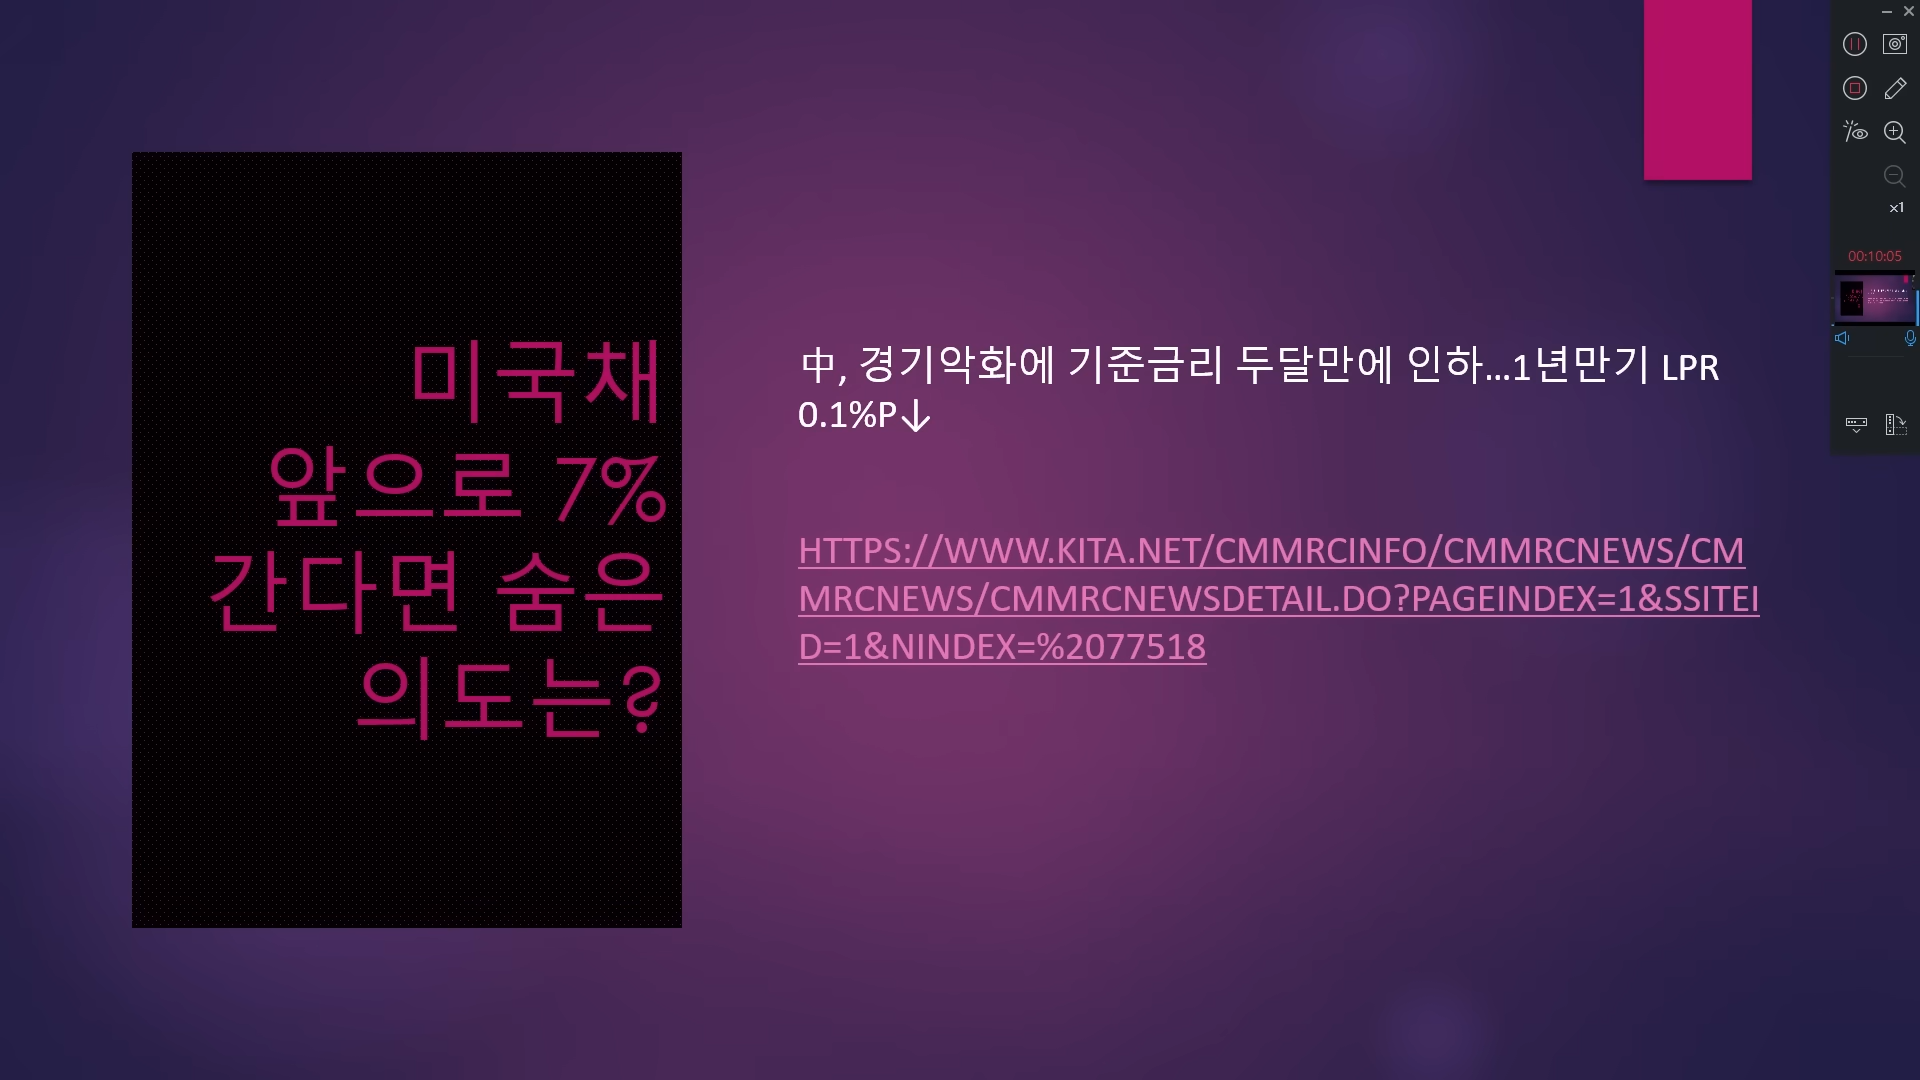 미국채
앞으로 7%
간다면 숨은
의도는?
中, 경기악화에 기준금리 두달만에 인하...1년만기 LPR
0.1%P↓
HTTPS://WWW.KITA.NET/CMMRCINFO/CMMRCNEWS/CM
MRCNEWS/CMMRCNEWSDETAIL.DO?PAGEINDEX=1&SSITEI
D=1&NINDEX=%2077518
x1
00:10:05